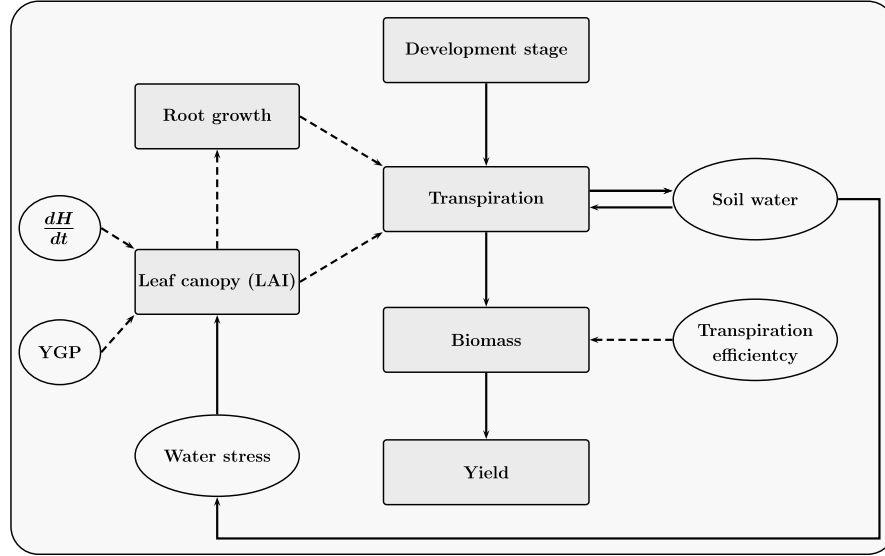 Development stage
Root growth
Transpiration
Soil water
dH
dt
Leaf canopy (LAI)
YGP
Biomass
Transpiration
efficientcy
Water stress
Yield